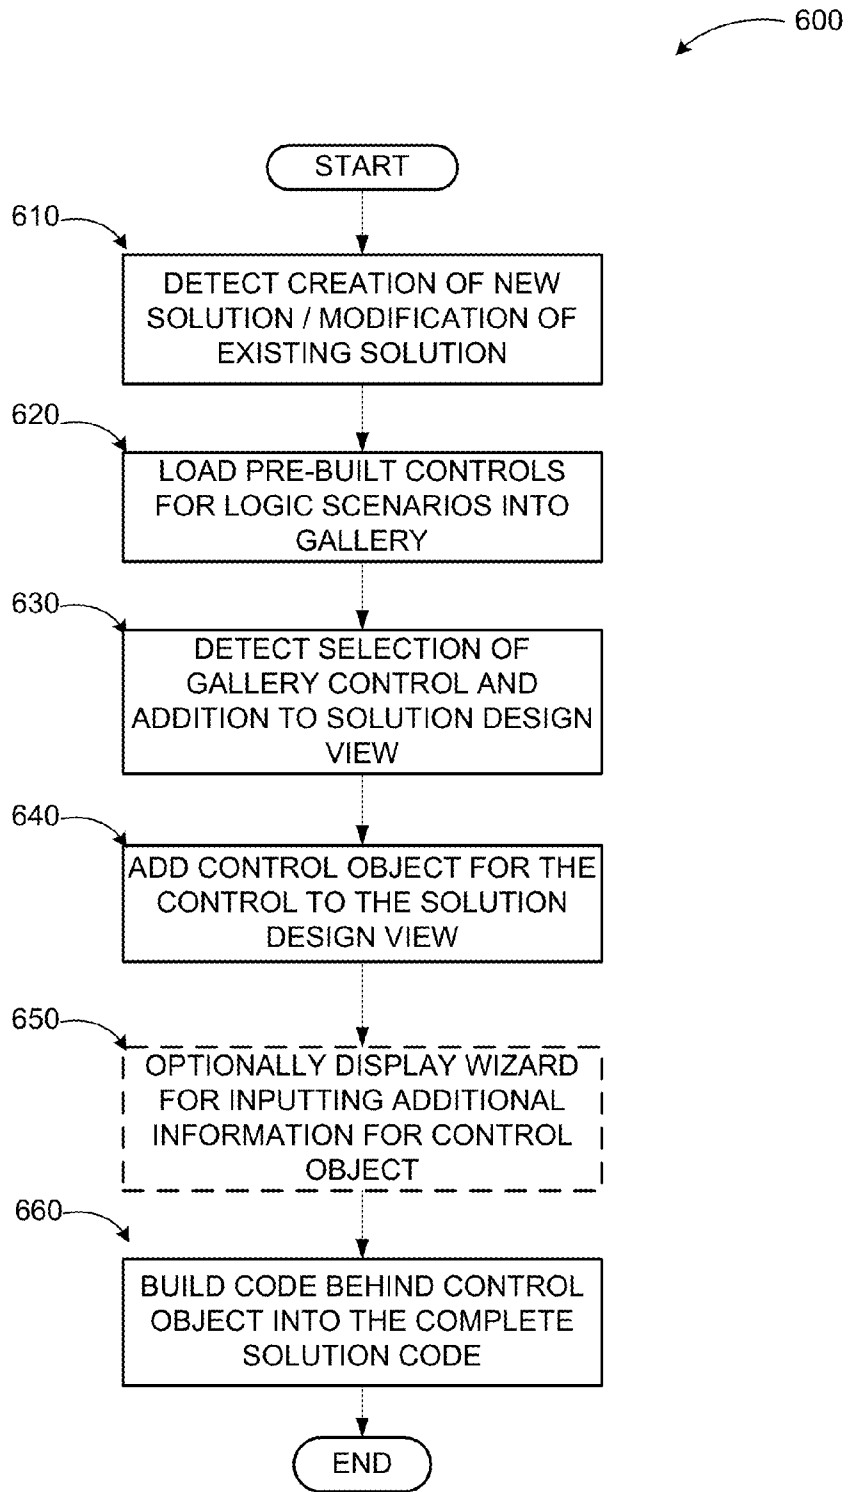 600
START
610
DETECT CREATION OF NEW
SOLUTION / MODIFICATION OF
EXISTING SOLUTION
620
LOAD PRE-BUILT CONTROLS
FOR LOGIC SCENARIOS INTO
GALLERY
630
DETECT SELECTION OF
GALLERY CONTROL AND
ADDITION TO SOLUTION DESIGN
VIEW
640
ADD CONTROL OBJECT FOR THE
CONTROL TO THE SOLUTION
DESIGN VIEW
650
OPTIONALLY DISPLAY WIZARD
FOR INPUTTING ADDITIONAL
INFORMATION FOR CONTROL
OBJECT
660
BUILD CODE BEHIND CONTROL
OBJECT INTO THE COMPLETE
SOLUTION CODE
END